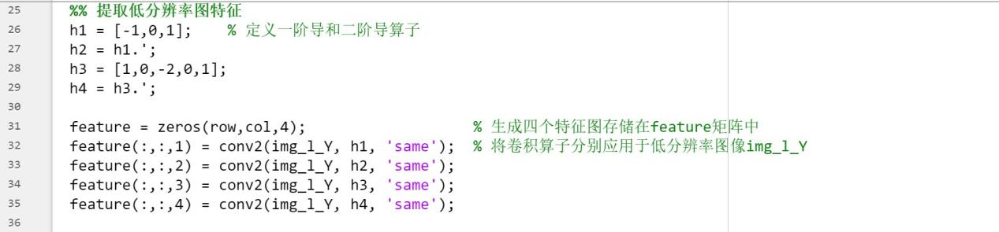 25 %% 提取低分辨率图特征
26 h1 = [-1,0,1]; % 定义一阶导和二阶导算子
27 h2 = h1.';
28 h3 = [1,0,-2,0,1];
29 h4 = h3.';
30
31 feature = zeros(row,col,4); % 生成四个特征图存储在feature矩阵中
32 feature(:,:,1) = conv2(img_l_Y, h1, 'same'); % 将卷积算子分别应用于低分辨率图像img_l_Y
33 feature(:,:,2) = conv2(img_l_Y, h2, 'same');
34 feature(:,:,3) = conv2(img_l_Y, h3, 'same');
35 feature(:,:,4) = conv2(img_l_Y, h4, 'same');
36